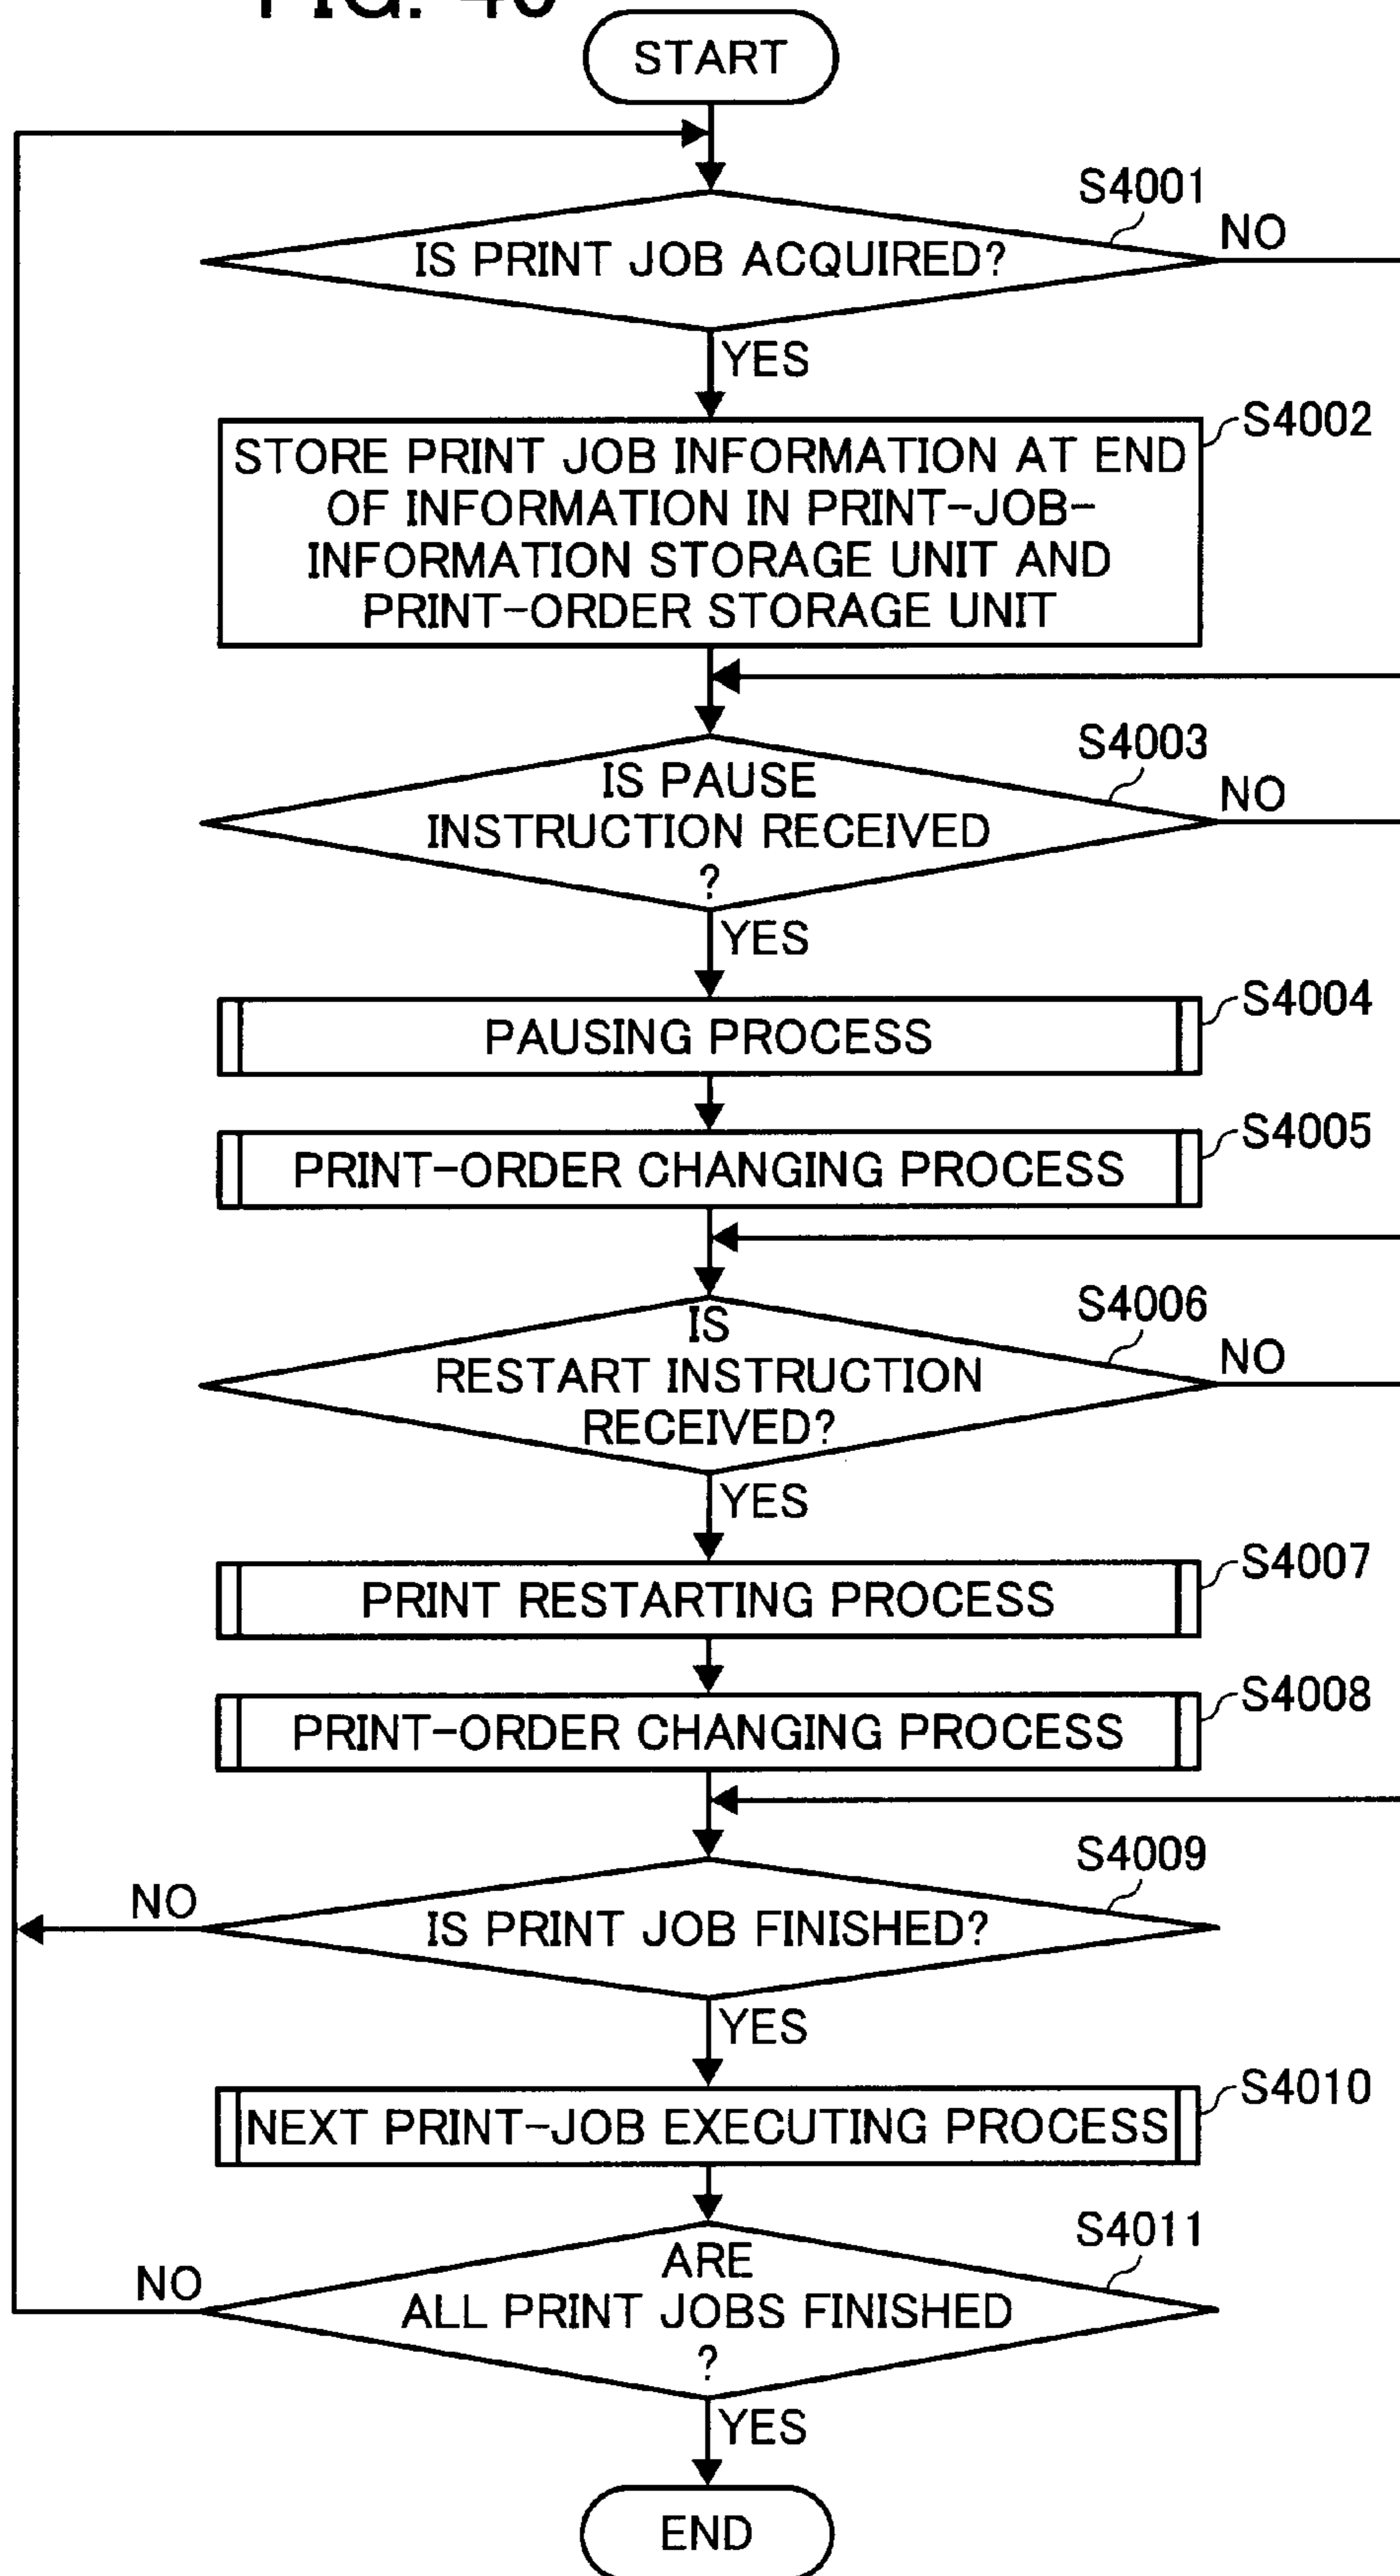 START
S4001
IS PRINT JOB ACQUIRED?
NO
YES
S4002
STORE PRINT JOB INFORMATION AT END
OF INFORMATION IN PRINT-JOB-
INFORMATION STORAGE UNIT AND
PRINT-ORDER STORAGE UNIT
S4003
IS PAUSE
INSTRUCTION RECEIVED
?
NO
YES
S4004
PAUSING PROCESS
S4005
PRINT-ORDER CHANGING PROCESS
S4006
IS
RESTART INSTRUCTION
RECEIVED?
NO
YES
S4007
PRINT RESTARTING PROCESS
S4008
PRINT-ORDER CHANGING PROCESS
S4009
NO
IS PRINT JOB FINISHED?
YES
S4010
NEXT PRINT-JOB EXECUTING PROCESS
S4011
NO
ARE
ALL PRINT JOBS FINISHED
?
YES
END